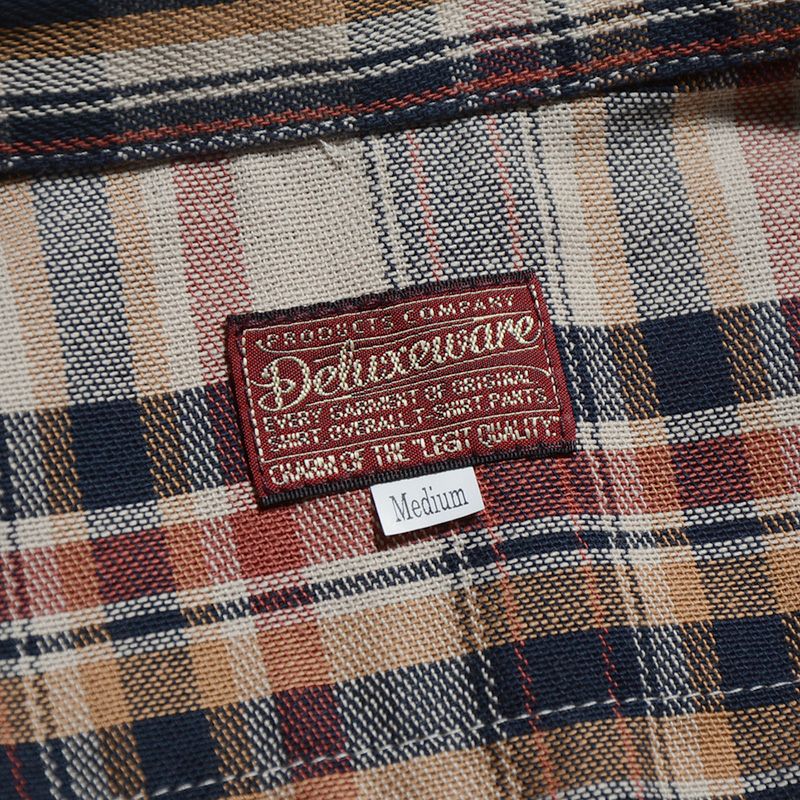 PRODUCTS COMPANY
Deluxeware
EVERY GARMENT OF ORIGINAL
SHIRT OVERALL,T-SHIRT PANTS.
CHARM OF THE "LEGIT QUALITY"
Medium